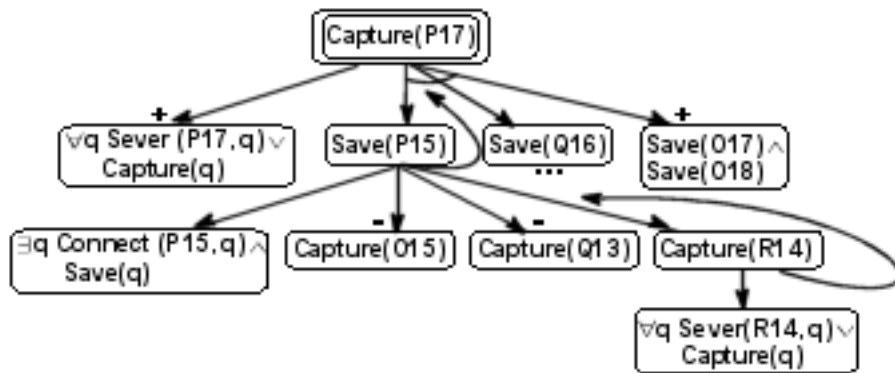 Capture(P17)
+
+
∀q Sever (P17,q)∨
Capture(q)
Save(P15)
Save(Q16)
...
Save(O17)∧
Save(O18)
-
-
∃q Connect (P15,q)∧
Save(q)
Capture(O15)
Capture(Q13)
Capture(R14)
∀q Sever(R14,q)∨
Capture(q)